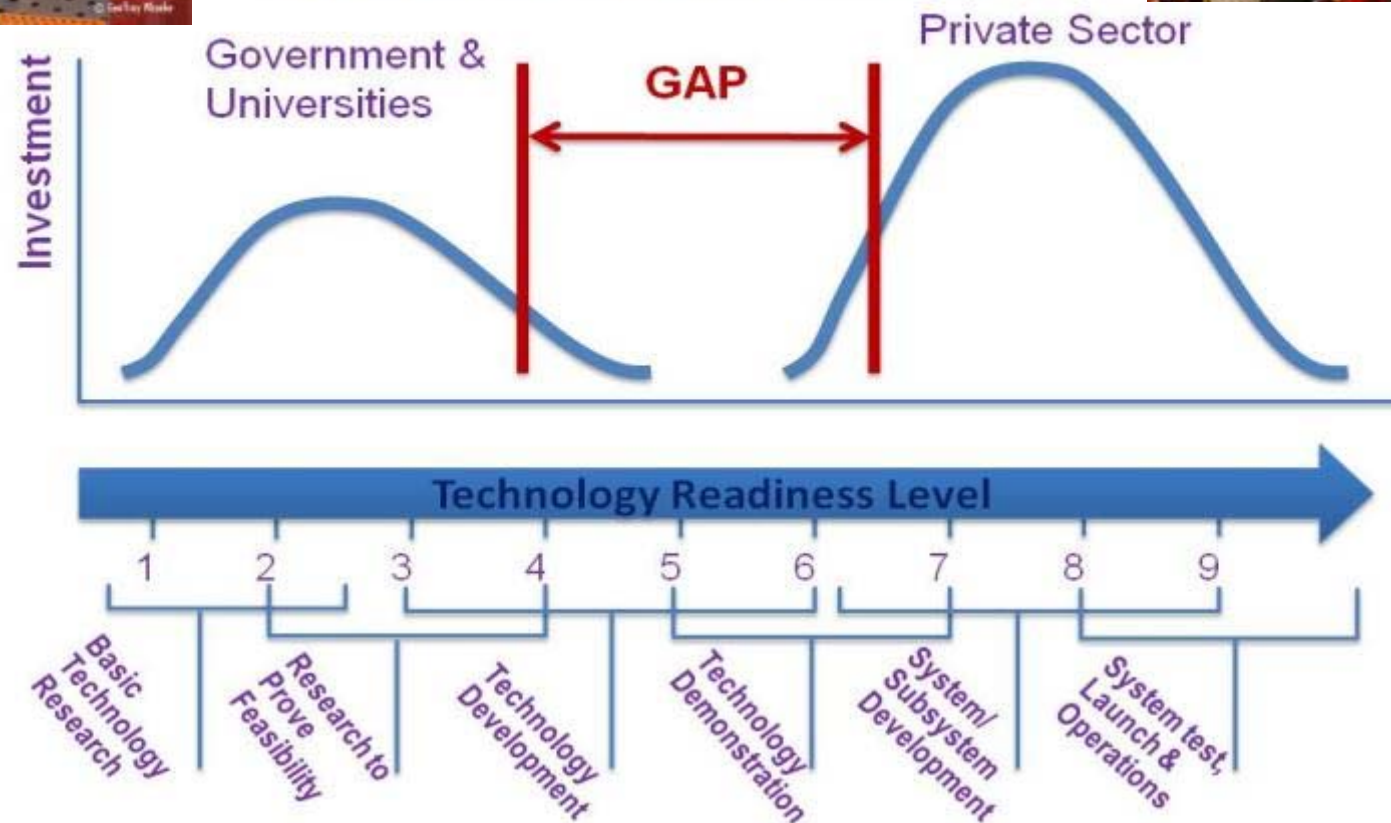 Government &
Universities
GAP
Private Sector
Investment
Technology Readiness Level
1 2 3 4 5 6 7 8 9
Basic
Technology
Research
Research to
Prove
Feasibility
Technology
Development
Technology
Demonstration
System/
Subsystem
Development
System test,
Launch &
Operations